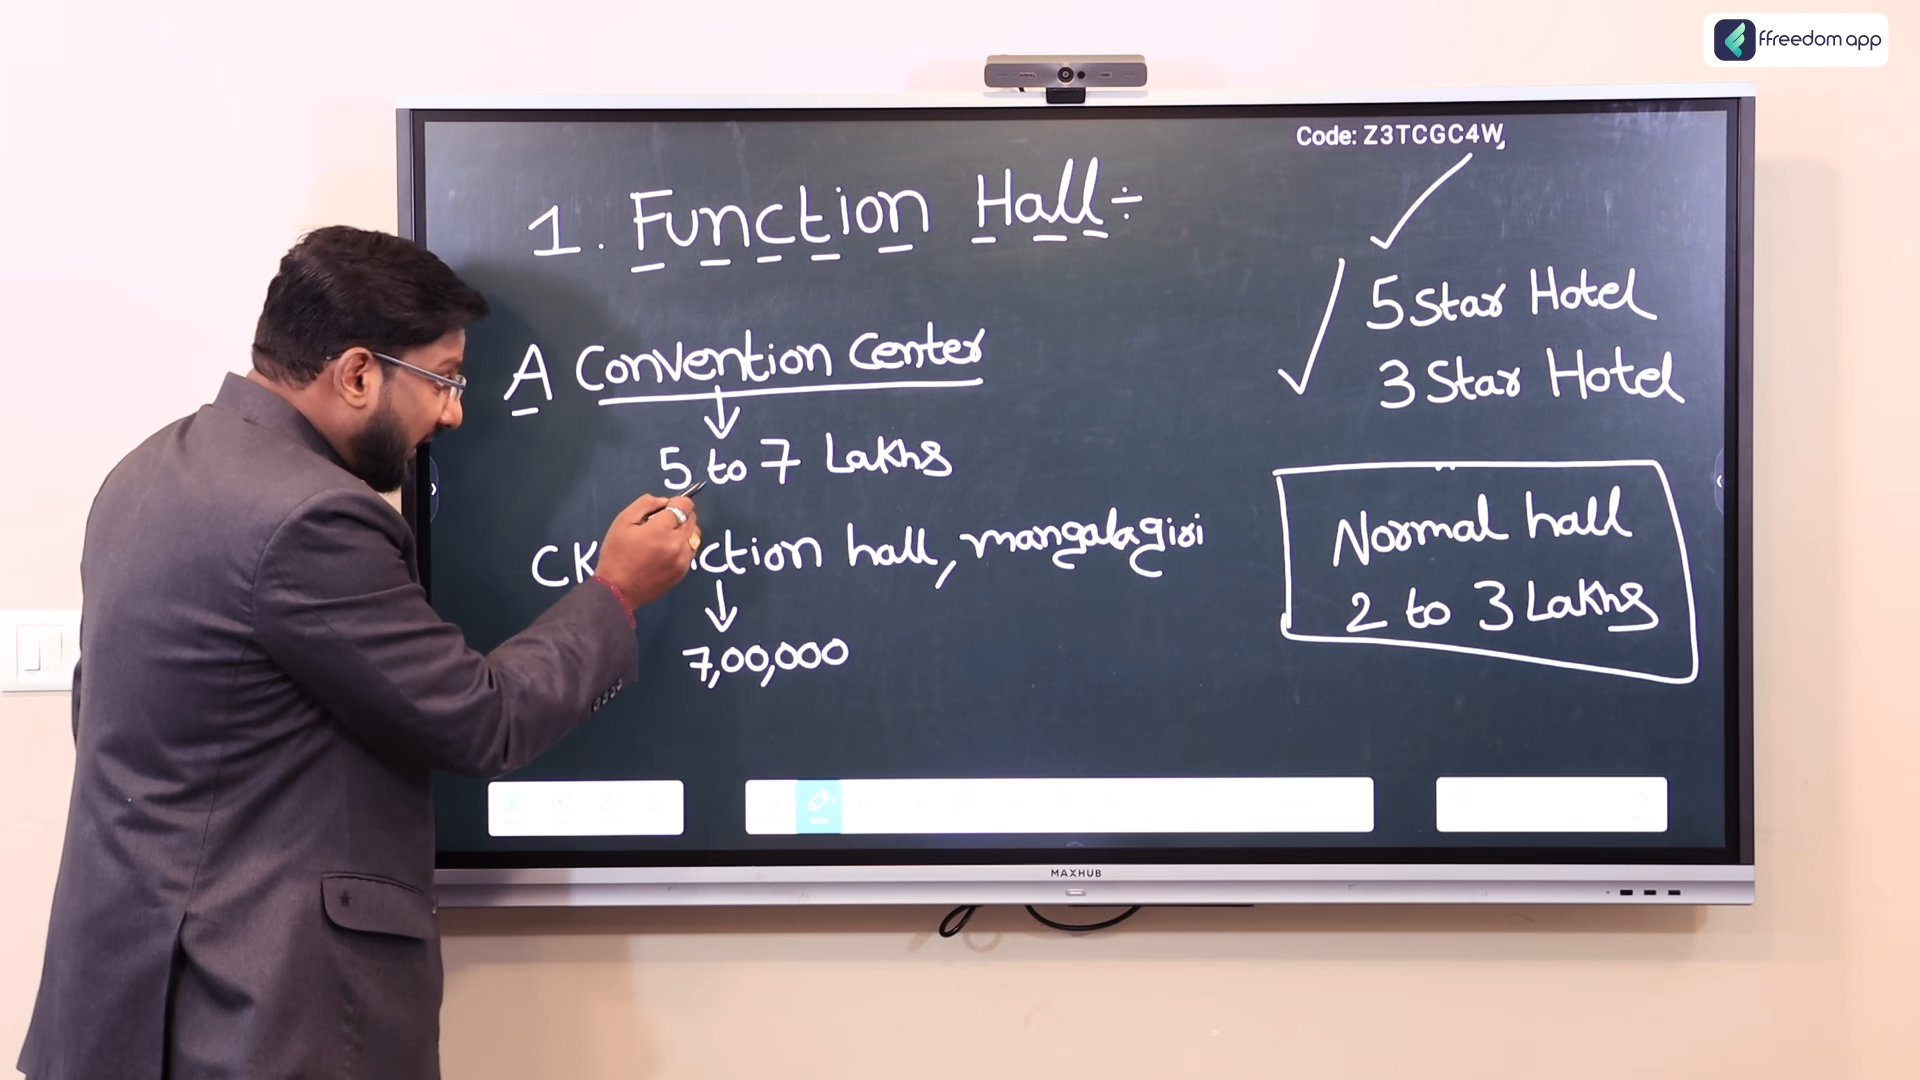 ffreedom app
Code: Z3TCGC4W
1. Function Hall÷
A Convention Center
5 to 7 Lakhs
CK hall, mangalagiri
7,00,000
5 Star Hotel
3 Star Hotel
Normal hall
2 to 3 Lakhs
MAXHUB